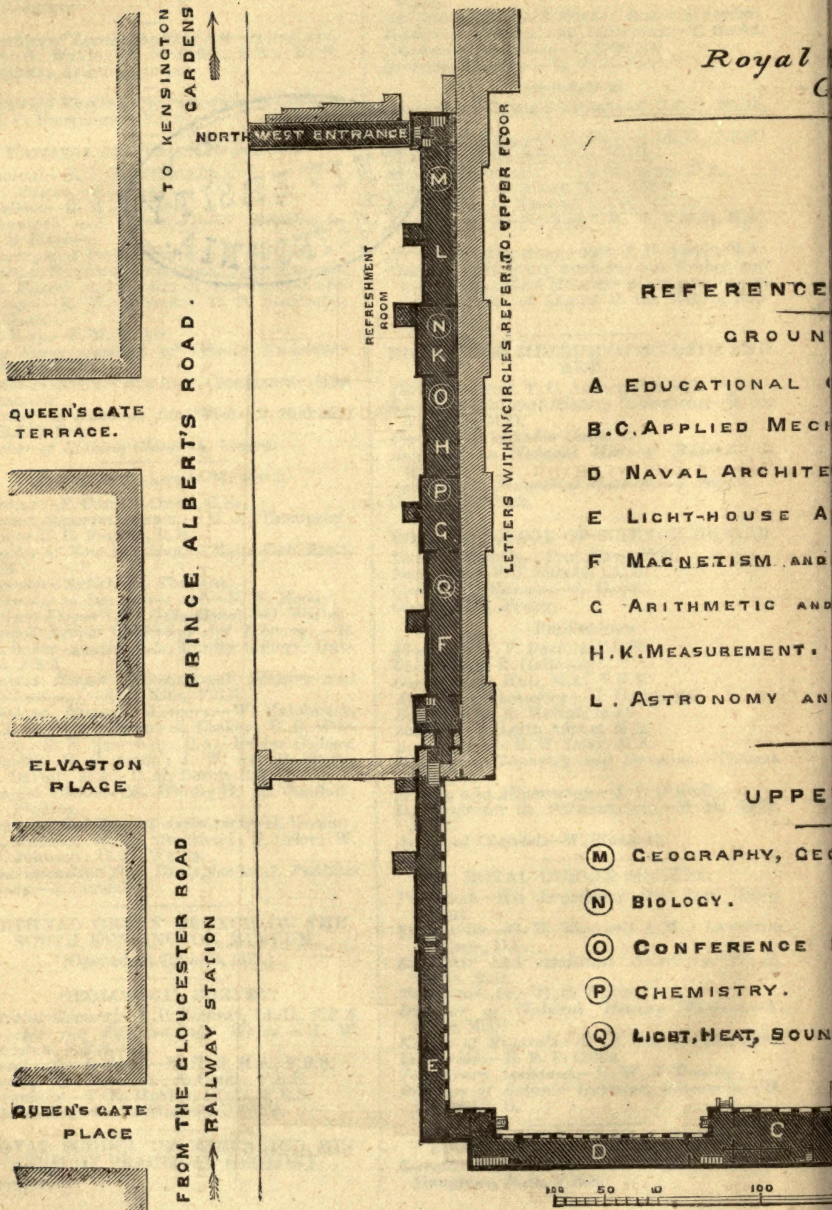 TO KENSINGTON
GARDENS
Royal
NORTH WEST ENTRANCE
M
L
N
K
O
H
P
G
Q
F
REFRESHMENT
ROOM
LETTERS WITHIN CIRCLES REFER TO UPPER FLOOR
PRINCE ALBERT'S ROAD.
QUEEN'S GATE
TERRACE.
ELVASTON
PLACE
QUEEN'S GATE
PLACE
FROM THE GLOUCESTER ROAD
RAILWAY STATION
E
D
C
REFERENCE
GROUN
A EDUCATIONAL
B.C. APPLIED MECH
D NAVAL ARCHITE
E LIGHT-HOUSE A
F MAGNETISM AND
G ARITHMETIC AND
H.K. MEASUREMENT.
L. ASTRONOMY AN
UPPE
M GEOGRAPHY, GEO
N BIOLOGY.
O CONFERENCE
P CHEMISTRY.
Q LIGHT, HEAT, SOUN
100 50 10 100